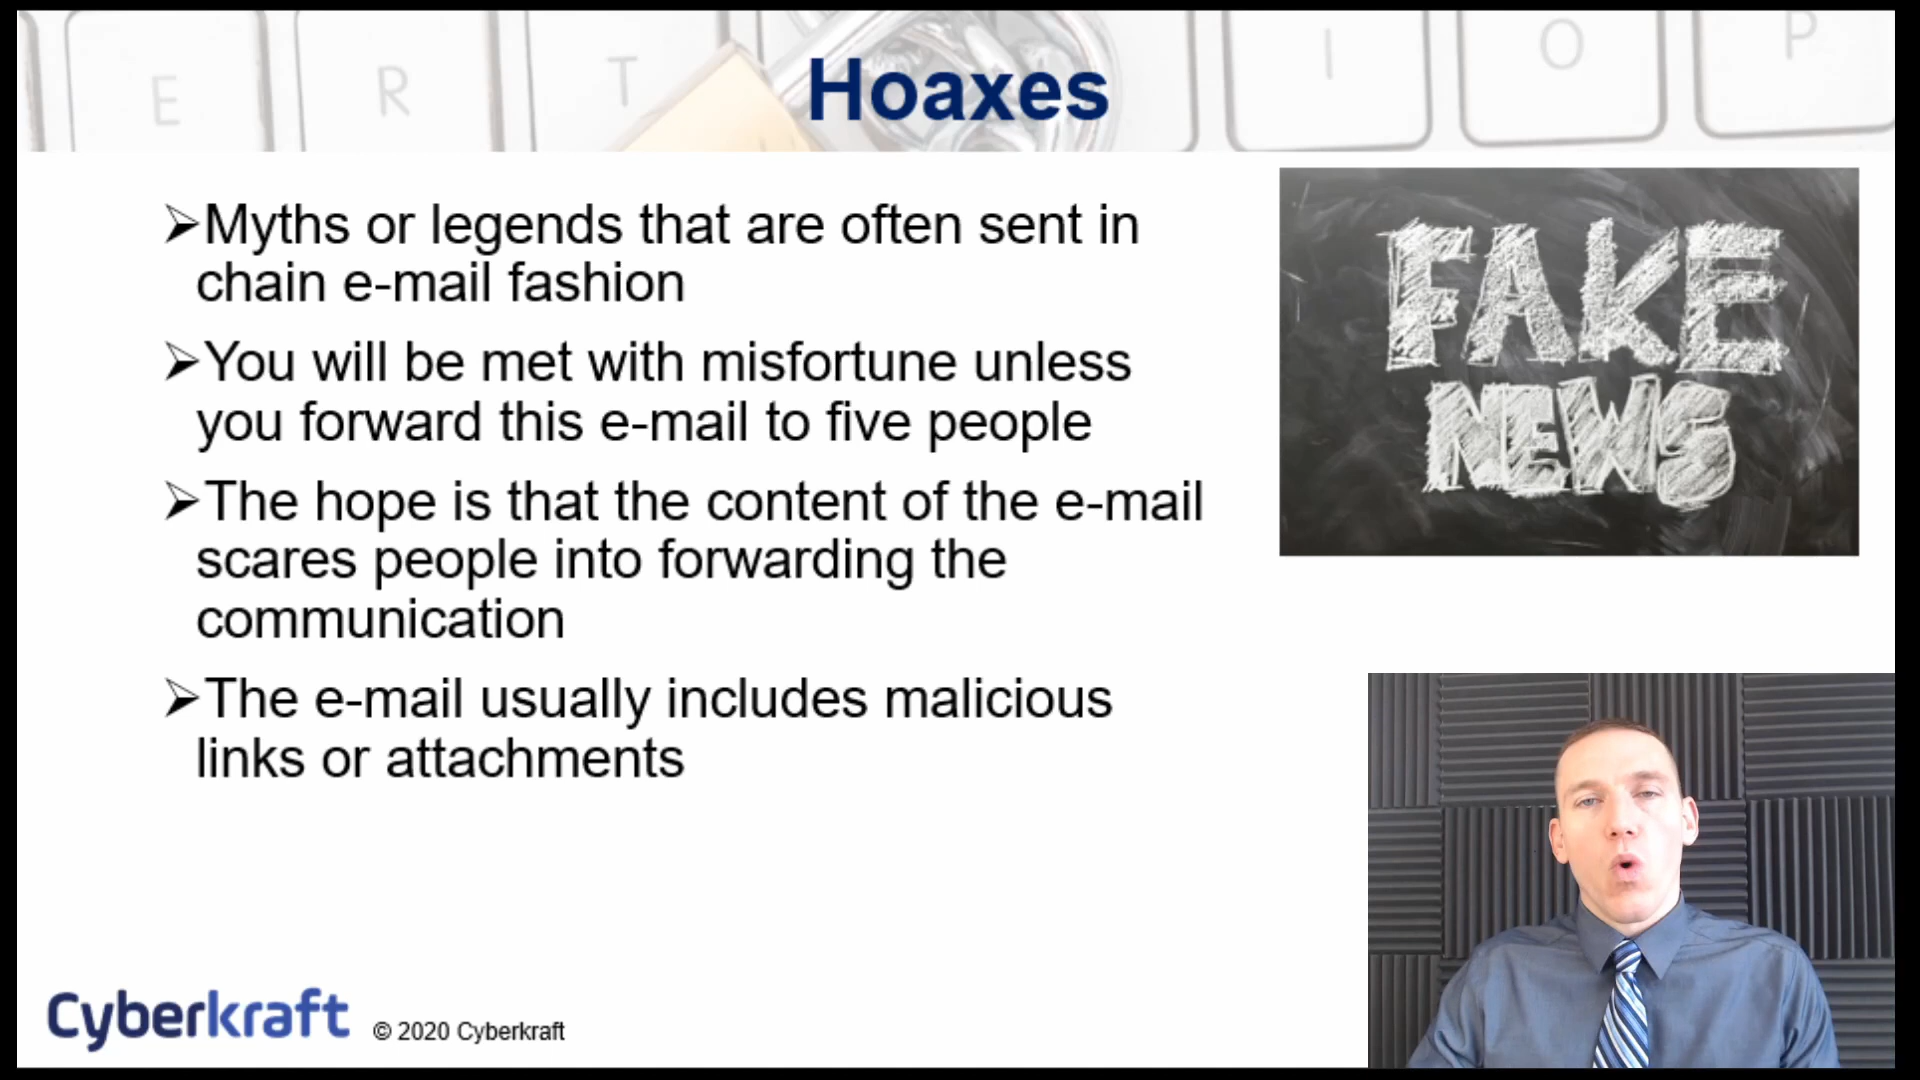 E R T I O P
Hoaxes
➢Myths or legends that are often sent in
chain e-mail fashion
➢You will be met with misfortune unless
you forward this e-mail to five people
➢The hope is that the content of the e-mail
scares people into forwarding the
communication
➢The e-mail usually includes malicious
links or attachments
FAKE
NEWS
Cyberkraft © 2020 Cyberkraft